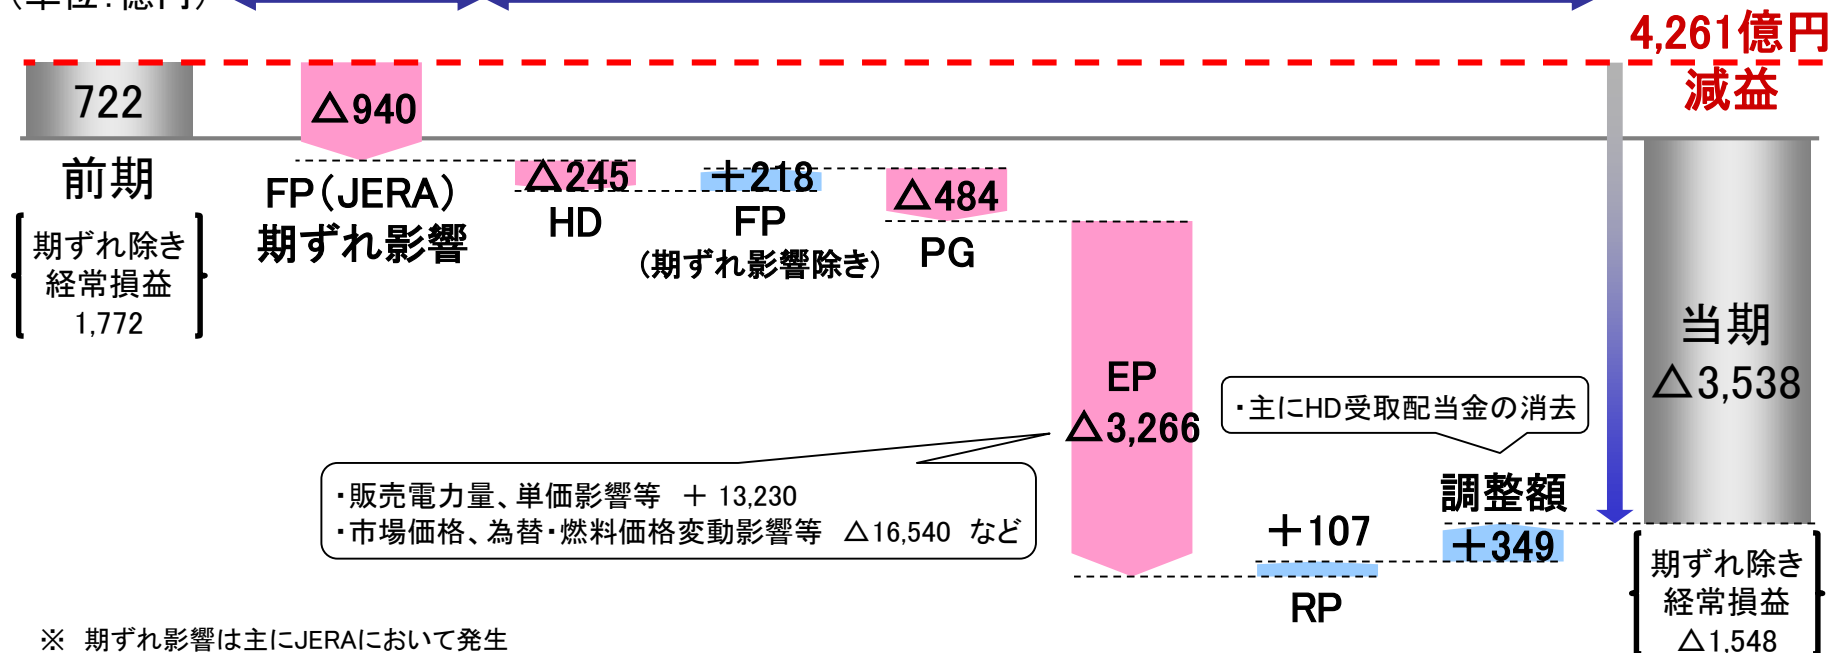 (単位:億円)
4,261億円
減益
722
前期
期ずれ除き
経常損益
1,772
△940
FP(JERA)
期ずれ影響
△245
HD
+218
FP
(期ずれ影響除き)
△484
PG
EP
△3,266
・販売電力量、単価影響等 + 13,230
・市場価格、為替・燃料価格変動影響等 △16,540 など
+107
RP
・主にHD受取配当金の消去
調整額
+349
当期
△3,538
期ずれ除き
経常損益
△1,548
※ 期ずれ影響は主にJERAにおいて発生